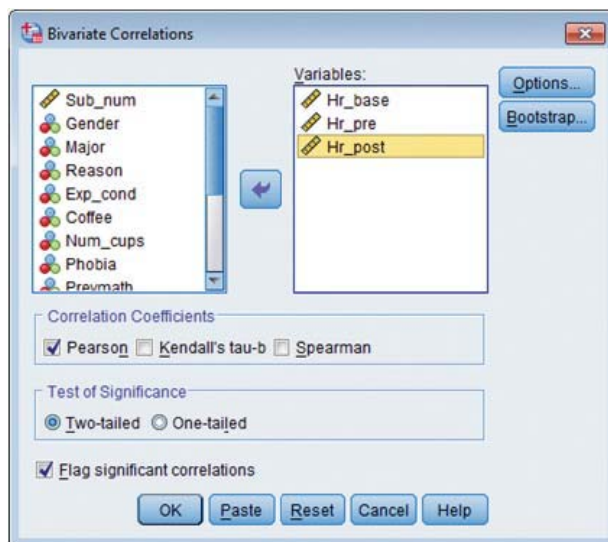 Bivariate Correlations
Sub_num
Gender
Major
Reason
Exp_cond
Coffee
Num_cups
Phobia
Prevmath
Variables:
Hr_base
Hr_pre
Hr_post
Options...
Bootstrap...
Correlation Coefficients
Pearson Kendall's tau-b Spearman
Test of Significance
Two-tailed One-tailed
Flag significant correlations
OK Paste Reset Cancel Help